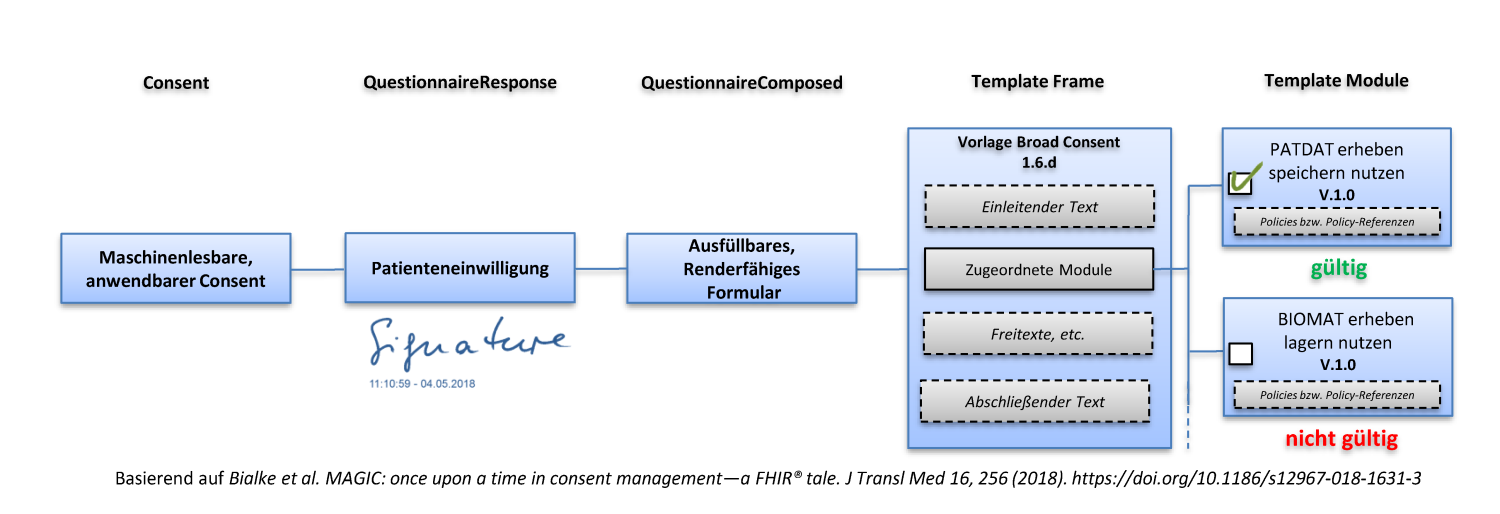 Consent
QuestionnaireResponse
QuestionnaireComposed
Template Frame
Template Module
Maschinenlesbare,
anwendbarer Consent
Patienteneinwilligung
Signature
11:10:59 - 04.05.2018
Ausfüllbares,
Renderfähiges
Formular
Vorlage Broad Consent
1.6.d
Einleitender Text
Zugeordnete Module
Freitexte, etc.
Abschließender Text
PATDAT erheben
speichern nutzen
V.1.0
Policies bzw. Policy-Referenzen
gültig
BIOMAT erheben
lagern nutzen
V.1.0
Policies bzw. Policy-Referenzen
nicht gültig
Basierend auf Bialke et al. MAGIC: once upon a time in consent management—a FHIR® tale. J Transl Med 16, 256 (2018). https://doi.org/10.1186/s12967-018-1631-3